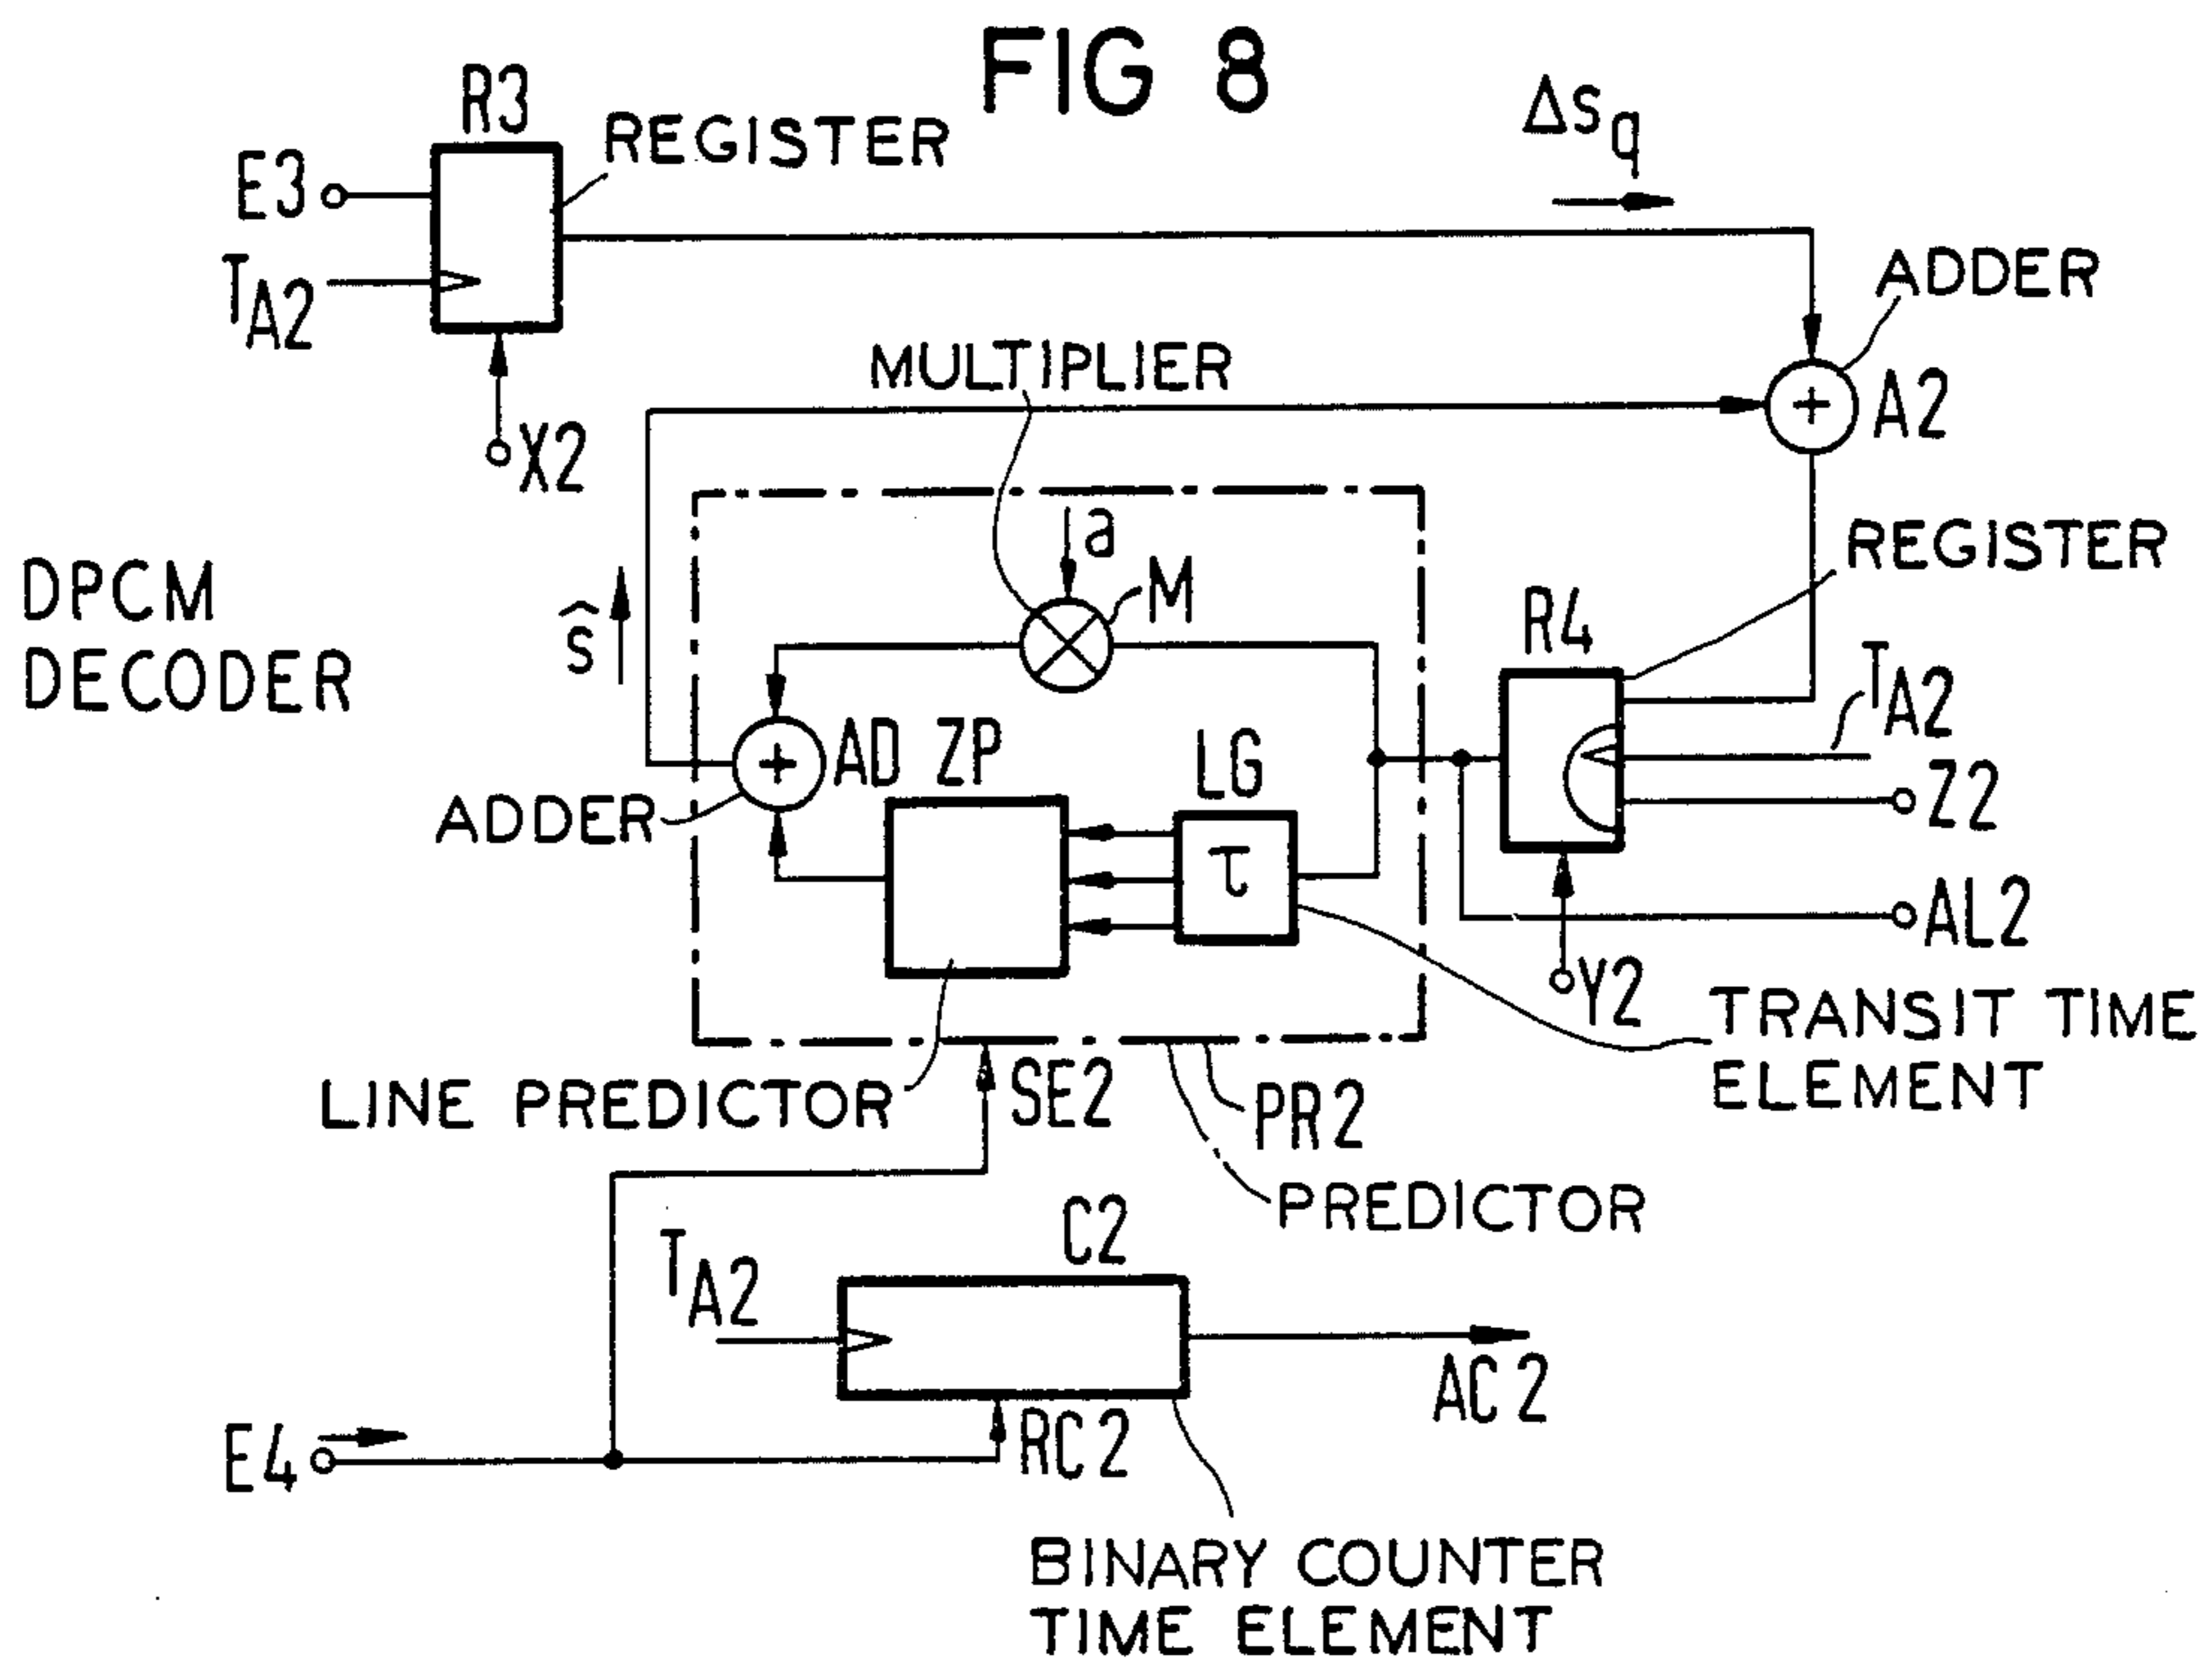 FIG 8
R3
REGISTER
Δsq
E3
TA2
ADDER
MULTIPLIER
A2
X2
a
REGISTER
DPCM
DECODER
ŝ
M
R4
TA2
AD
ZP
LG
Z2
ADDER
+
+
τ
AL2
Y2
TRANSIT TIME
ELEMENT
LINE PREDICTOR
SE2
PR2
PREDICTOR
C2
TA2
AC2
E4
RC2
BINARY COUNTER
TIME ELEMENT